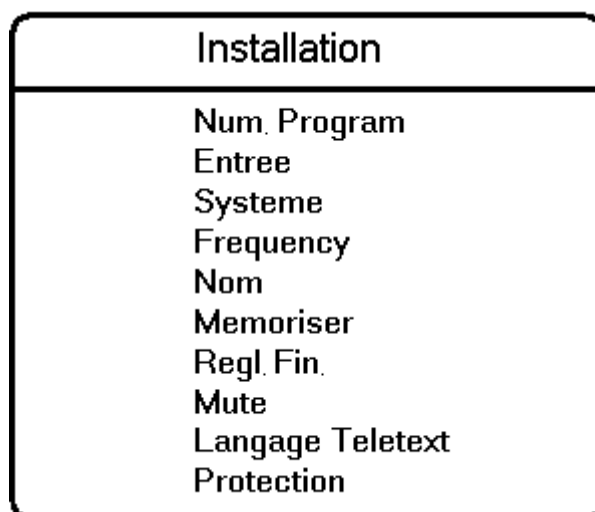 Installation
Num. Program
Entree
Systeme
Frequency
Nom
Memoriser
Regl. Fin.
Mute
Langage Teletext
Protection